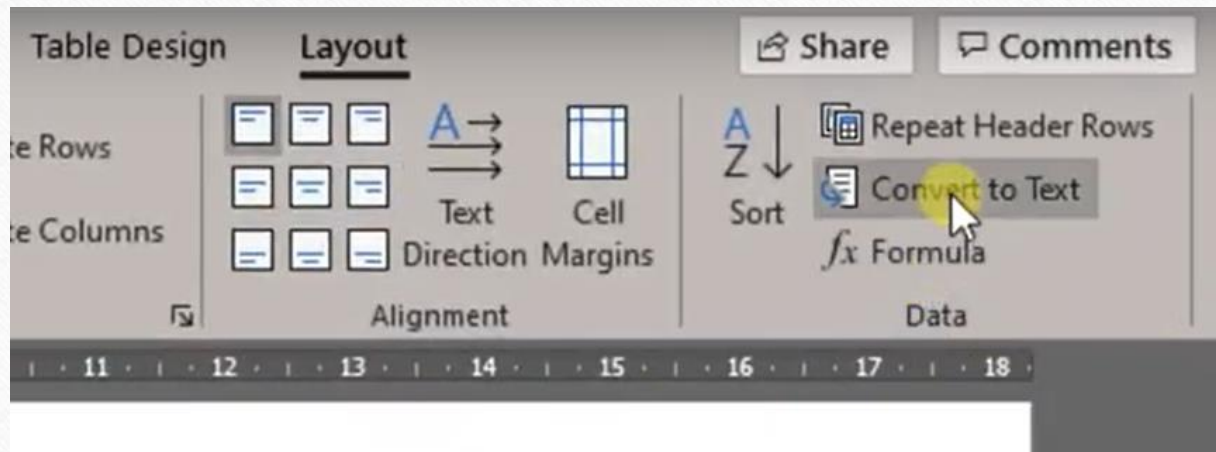 Table Design Layout Share Comments
te Rows
te Columns
A
Text
Direction
Cell
Margins
Alignment
A
Z
Sort
Repeat Header Rows
Convert to Text
fx Formula
Data
11 12 13 14 15 16 17 18